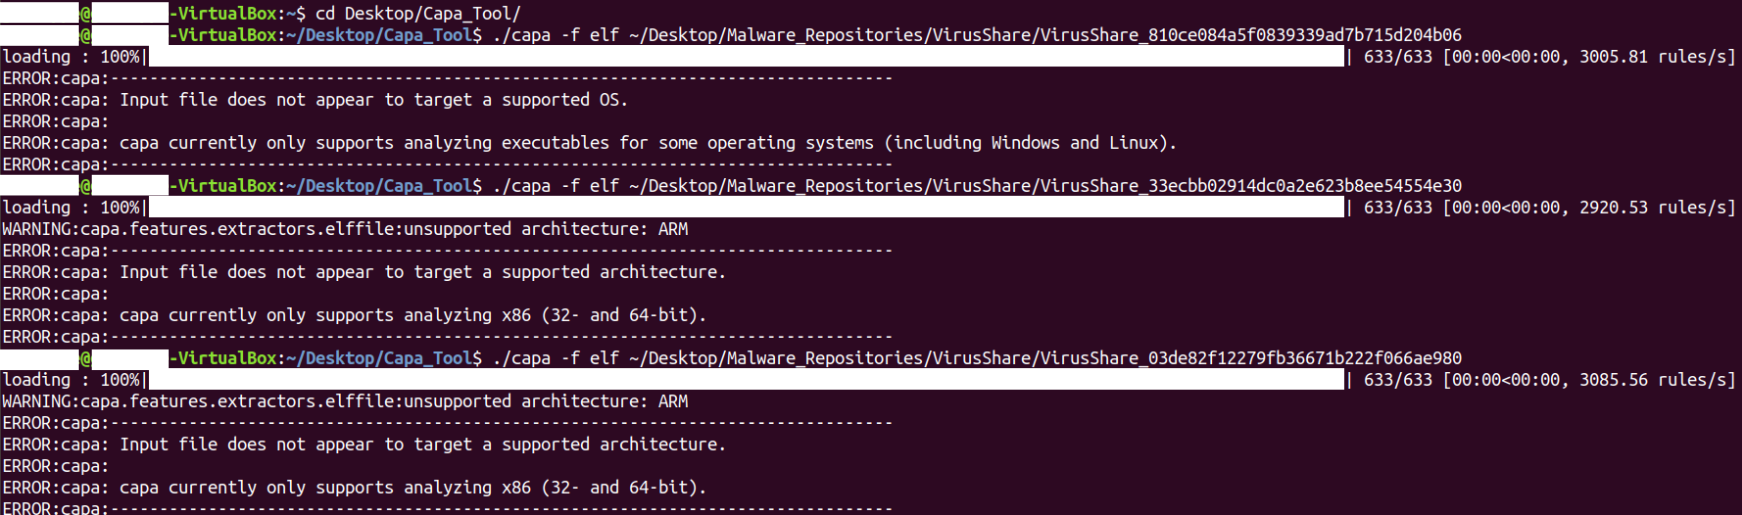 @ -VirtualBox:~$ cd Desktop/Capa_Tool/
@ -VirtualBox:~/Desktop/Capa_Tool$ ./capa -f elf ~/Desktop/Malware_Repositories/VirusShare/VirusShare_810ce084a5f0839339ad7b715d204b06
loading : 100%| | 633/633 [00:00<00:00, 3005.81 rules/s]
ERROR:capa:--------------------------------------------------------------------------------
ERROR:capa: Input file does not appear to target a supported OS.
ERROR:capa:
ERROR:capa: capa currently only supports analyzing executables for some operating systems (including Windows and Linux).
ERROR:capa:--------------------------------------------------------------------------------
@ -VirtualBox:~/Desktop/Capa_Tool$ ./capa -f elf ~/Desktop/Malware_Repositories/VirusShare/VirusShare_33ecbb02914dc0a2e623b8ee54554e30
loading : 100%| | 633/633 [00:00<00:00, 2920.53 rules/s]
WARNING:capa.features.extractors.elffile:unsupported architecture: ARM
ERROR:capa:--------------------------------------------------------------------------------
ERROR:capa: Input file does not appear to target a supported architecture.
ERROR:capa:
ERROR:capa: capa currently only supports analyzing x86 (32- and 64-bit).
ERROR:capa:--------------------------------------------------------------------------------
@ -VirtualBox:~/Desktop/Capa_Tool$ ./capa -f elf ~/Desktop/Malware_Repositories/VirusShare/VirusShare_03de82f12279fb36671b222f066ae980
loading : 100%| | 633/633 [00:00<00:00, 3085.56 rules/s]
WARNING:capa.features.extractors.elffile:unsupported architecture: ARM
ERROR:capa:--------------------------------------------------------------------------------
ERROR:capa: Input file does not appear to target a supported architecture.
ERROR:capa:
ERROR:capa: capa currently only supports analyzing x86 (32- and 64-bit).
ERROR:capa:--------------------------------------------------------------------------------